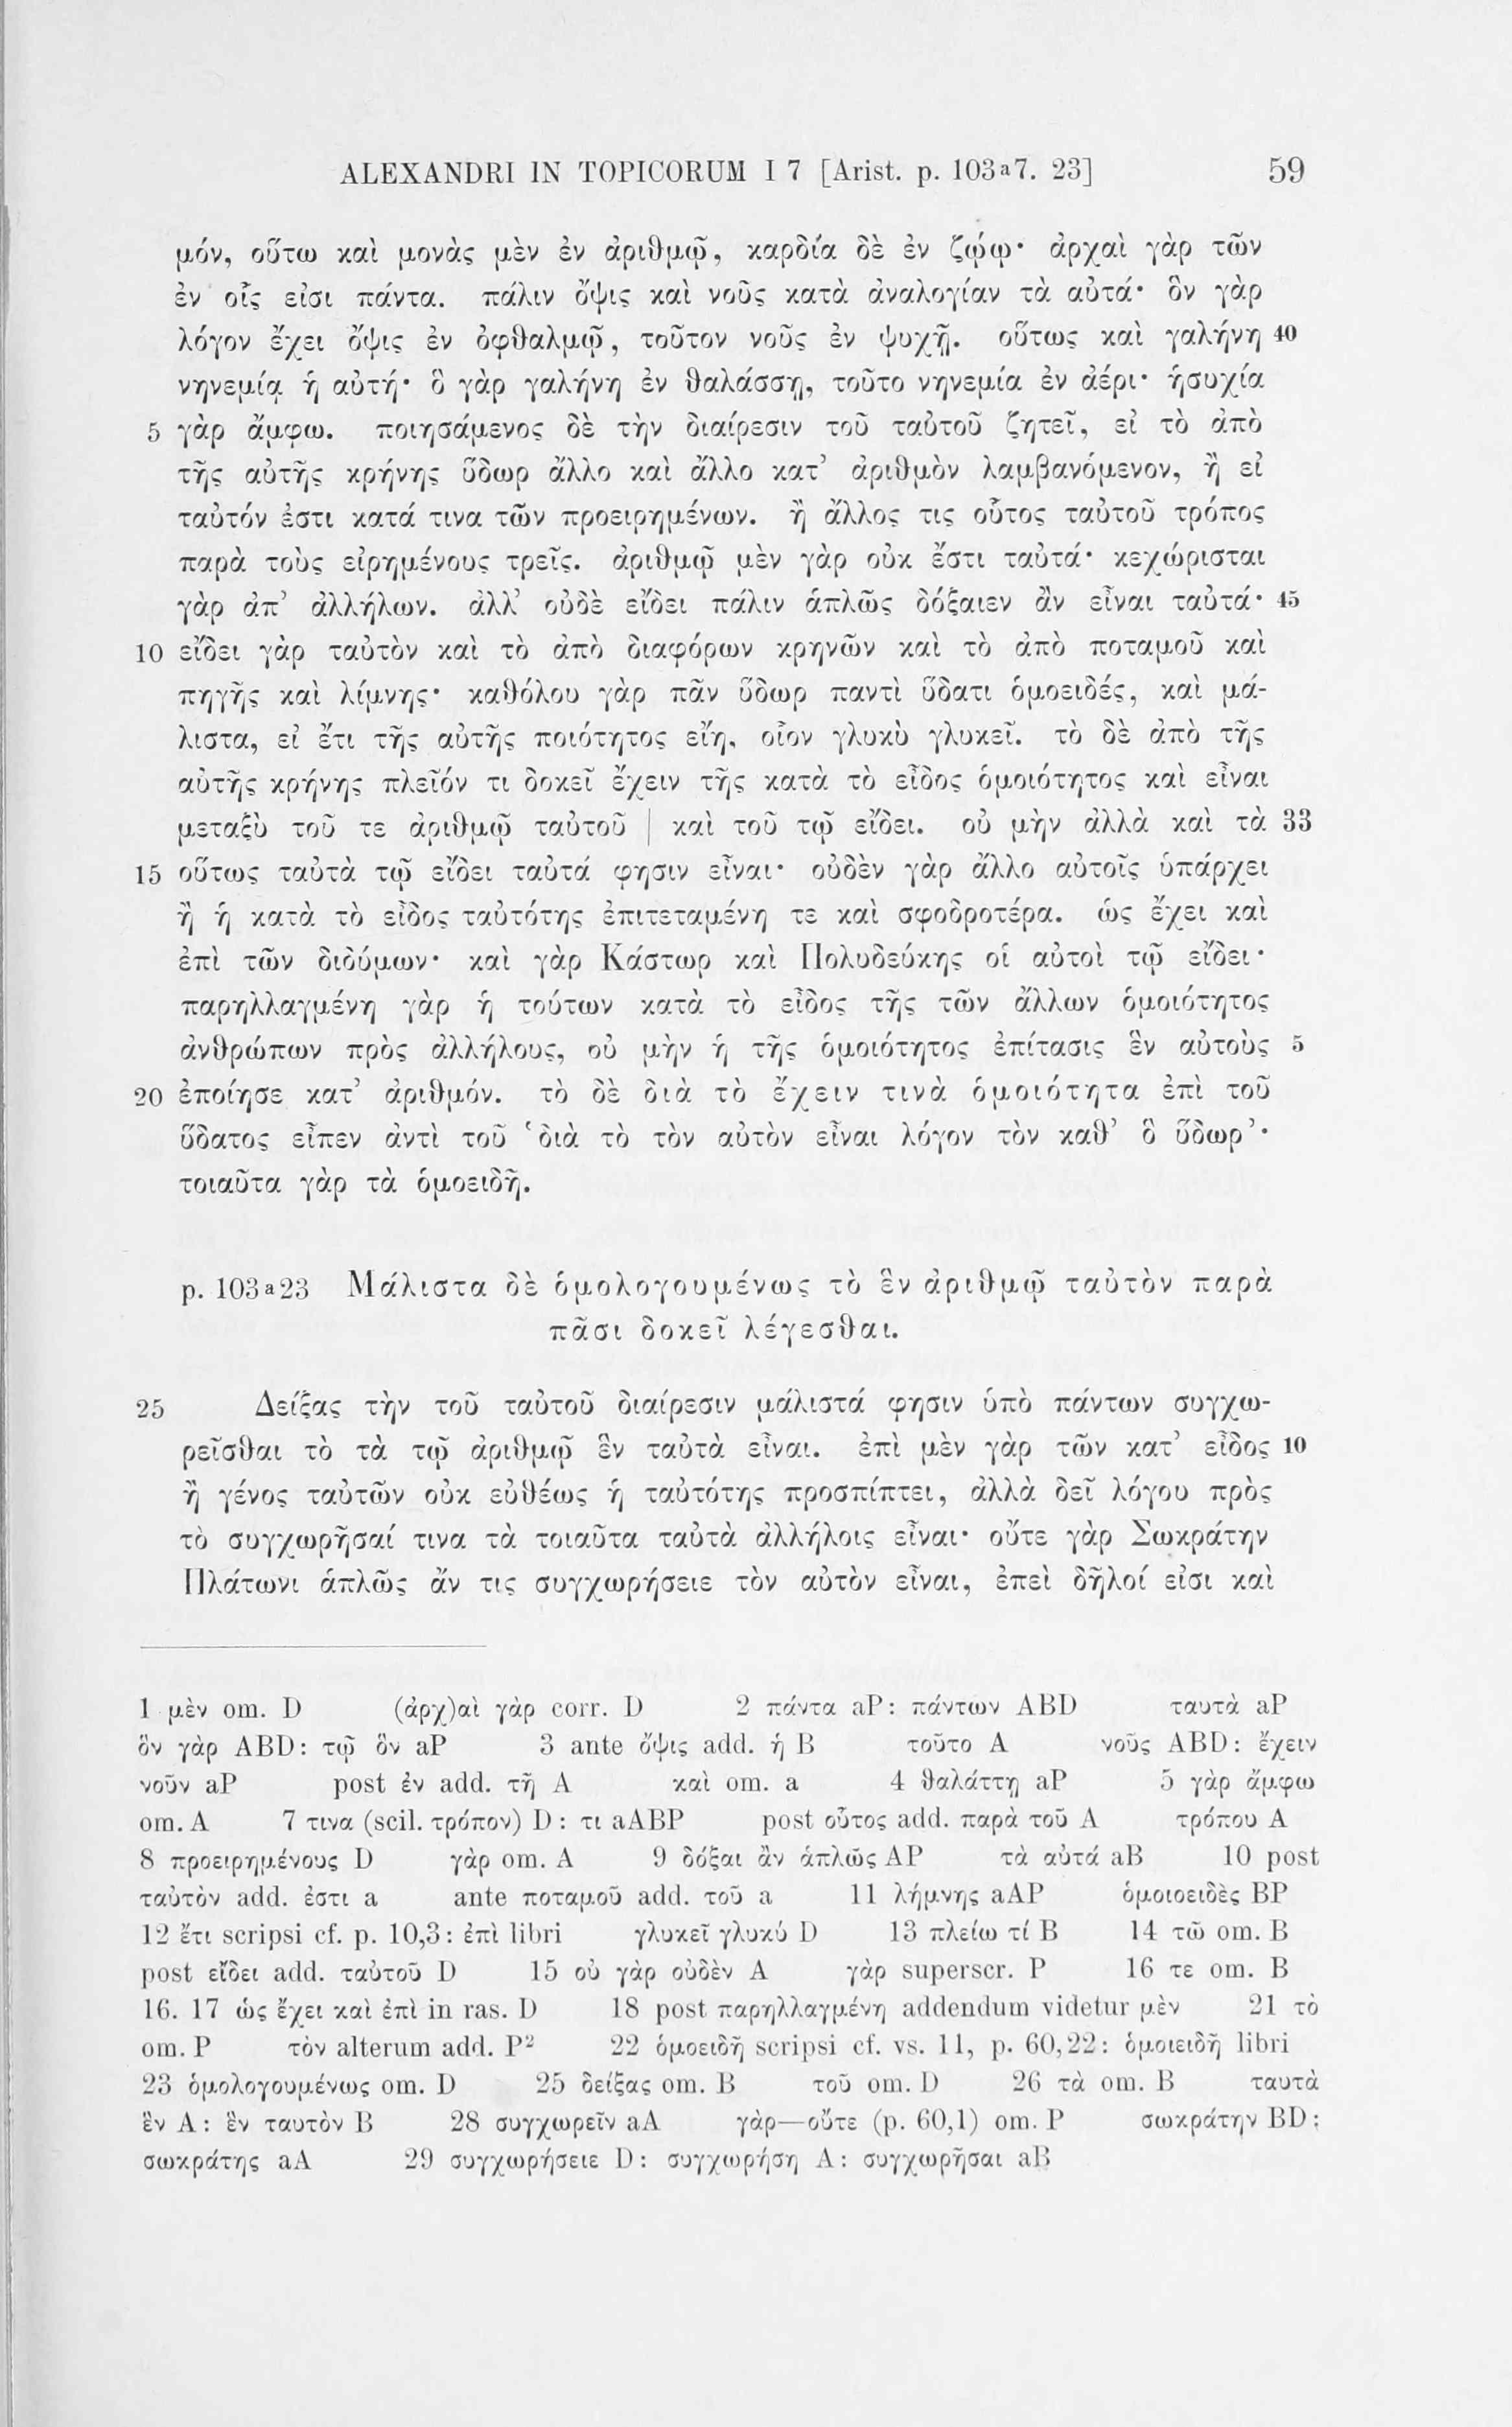 ALEXANDRI IN TOPICORUM I 7 [Arist. p. 103a7. 23] 59
μόν, οὕτω καὶ μονὰς μὲν ἐν ἀριθμῷ, καρδία δὲ ἐν ζῴῳ· ἀρχαὶ γὰρ τῶν
ἐν οἷς εἰσι πάντα. πάλιν ὄψις καὶ νοῦς κατὰ ἀναλογίαν τὰ αὐτά· ὃν γὰρ
λόγον ἔχει ὄψις ἐν ὀφθαλμῷ, τοῦτον νοῦς ἐν ψυχῇ. οὕτως καὶ γαλήνη 40
νηνεμίᾳ ἡ αὐτή· ὃ γὰρ γαλήνη ἐν θαλάσσῃ, τοῦτο νηνεμία ἐν ἀέρι· ἡσυχία
5 γὰρ ἄμφω. ποιησάμενος δὲ τὴν διαίρεσιν τοῦ ταὐτοῦ ζητεῖ, εἰ τὸ ἀπὸ
τῆς αὐτῆς κρήνης ὕδωρ ἄλλο καὶ ἄλλο κατ’ ἀριθμὸν λαμβανόμενον, ἢ εἰ
ταὐτόν ἐστι κατά τινα τῶν προειρημένων. ἢ ἄλλος τις οὗτος ταὐτοῦ τρόπος
παρὰ τοὺς εἰρημένους τρεῖς. ἀριθμῷ μὲν γὰρ οὐκ ἔστι ταὐτά· κεχώρισται
γὰρ ἀπ’ ἀλλήλων. ἀλλ’ οὐδὲ εἴδει πάλιν ἁπλῶς δόξαιεν ἂν εἶναι ταὐτά· 45
10 εἴδει γὰρ ταὐτὸν καὶ τὸ ἀπὸ διαφόρων κρηνῶν καὶ τὸ ἀπὸ ποταμοῦ καὶ
πηγῆς καὶ λίμνης· καθόλου γὰρ πᾶν ὕδωρ παντὶ ὕδατι ὁμοειδές, καὶ μά-
λιστα, εἰ ἔτι τῆς αὐτῆς ποιότητος εἴη, οἷον γλυκὺ γλυκεῖ. τὸ δὲ ἀπὸ τῆς
αὐτῆς κρήνης πλεῖόν τι δοκεῖ ἔχειν τῆς κατὰ τὸ εἶδος ὁμοιότητος καὶ εἶναι
μεταξὺ τοῦ τε ἀριθμῷ ταὐτοῦ | καὶ τοῦ τῷ εἴδει. οὐ μὴν ἀλλὰ καὶ τὰ 33
15 οὕτως ταὐτὰ τῷ εἴδει ταὐτά φησιν εἶναι· οὐδὲν γὰρ ἄλλο αὐτοῖς ὑπάρχει
ἢ ἡ κατὰ τὸ εἶδος ταὐτότης ἐπιτεταμένη τε καὶ σφοδροτέρα. ὡς ἔχει καὶ
ἐπὶ τῶν διδύμων· καὶ γὰρ Κάστωρ καὶ Πολυδεύκης οἱ αὐτοὶ τῷ εἴδει·
παρηλλαγμένη γὰρ ἡ τούτων κατὰ τὸ εἶδος τῆς τῶν ἄλλων ὁμοιότητος
ἀνθρώπων πρὸς ἀλλήλους, οὐ μὴν ἡ τῆς ὁμοιότητος ἐπίτασις ἓν αὐτοὺς 5
20 ἐποίησε κατ’ ἀριθμόν. τὸ δὲ διὰ τὸ ἔχειν τινὰ ὁμοιότητα ἐπὶ τοῦ
ὕδατος εἶπεν ἀντὶ τοῦ ‘διὰ τὸ τὸν αὐτὸν εἶναι λόγον τὸν καθ’ ὃ ὕδωρ’·
τοιαῦτα γὰρ τὰ ὁμοειδῆ.
p. 103a23 Μάλιστα δὲ ὁμολογουμένως τὸ ἓν ἀριθμῷ ταὐτὸν παρὰ
πᾶσι δοκεῖ λέγεσθαι.
25 Δείξας τὴν τοῦ ταὐτοῦ διαίρεσιν μάλιστά φησιν ὑπὸ πάντων συγχω-
ρεῖσθαι τὸ τὰ τῷ ἀριθμῷ ἓν ταὐτὰ εἶναι. ἐπὶ μὲν γὰρ τῶν κατ’ εἶδος 10
ἢ γένος ταὐτῶν οὐκ εὐθέως ἡ ταὐτότης προσπίπτει, ἀλλὰ δεῖ λόγου πρὸς
τὸ συγχωρῆσαί τινα τὰ τοιαῦτα ταὐτὰ ἀλλήλοις εἶναι· οὔτε γὰρ Σωκράτην
Πλάτωνι ἁπλῶς ἄν τις συγχωρήσειε τὸν αὐτὸν εἶναι, ἐπεὶ δῆλοί εἰσι καὶ
1 μὲν om. D (ἀρχ)αὶ γὰρ corr. D 2 πάντα aP: πάντων ABD ταυτὰ aP
ὃν γὰρ ABD: τῷ ὃν aP 3 ante ὄψις add. ἡ B τοῦτο A νοῦς ABD: ἔχειν
νοῦν aP post ἐν add. τῇ A καὶ om. a 4 θαλάττῃ aP 5 γὰρ ἄμφω
om. A 7 τινα (scil. τρόπον) D: τι aABP post οὗτος add. παρὰ τοῦ A τρόπου A
8 προειρημένους D γὰρ om. A 9 δόξαι ἂν ἁπλῶς AP τὰ αὐτά aB 10 post
ταὐτὸν add. ἐστι a ante ποταμοῦ add. τοῦ a 11 λήμνης aAP ὁμοιοειδὲς BP
12 ἔτι scripsi cf. p. 10,3: ἐπὶ libri γλυκεῖ γλυκύ D 13 πλείω τί B 14 τῶ om. B
post εἴδει add. ταὐτοῦ D 15 οὐ γὰρ οὐδὲν A γὰρ superscr. P 16 τε om. B
16. 17 ὡς ἔχει καὶ ἐπὶ in ras. D 18 post παρηλλαγμένη addendum videtur μὲν 21 τὸ
om. P τὸν alterum add. P2 22 ὁμοειδῆ scripsi cf. vs. 11, p. 60,22: ὁμοιειδῆ libri
23 ὁμολογουμένως om. D 25 δείξας om. B τοῦ om. D 26 τὰ om. B ταυτὰ
ἓν A: ἓν ταυτὸν B 28 συγχωρεῖν aA γὰρ—οὔτε (p. 60,1) om. P σωκράτην BD:
σωκράτης aA 29 συγχωρήσειε D: συγχωρήσῃ A: συγχωρῆσαι aB